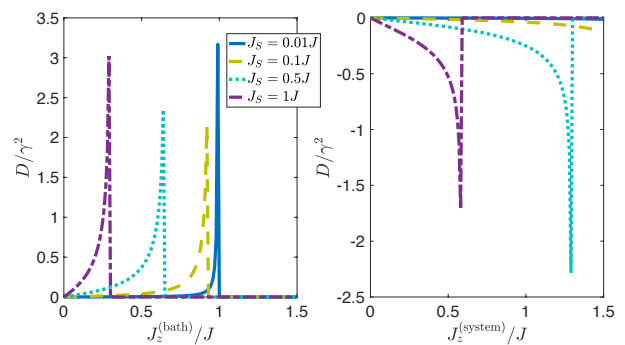 3.5
3
2.5
2
1.5
1
0.5
0
D/γ²
0 0.5 1 1.5
J_z^(bath)/J
J_S = 0.01J
J_S = 0.1J
J_S = 0.5J
J_S = 1J
0
-0.5
-1
-1.5
-2
-2.5
D/γ²
0 0.5 1 1.5
J_z^(system)/J